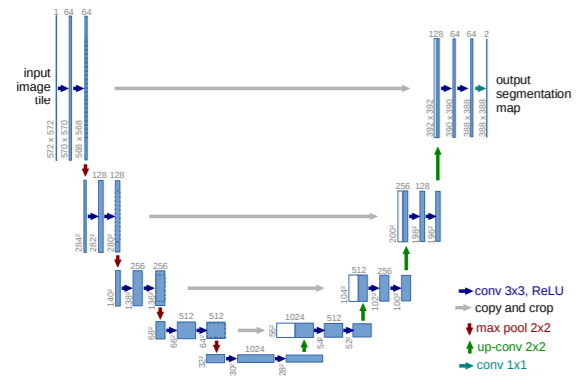 1
64
64
128
64
64
2
input
image
tile
output
segmentation
map
572 x 572
570 x 570
568 x 568
392 x 392
390 x 390
388 x 388
388 x 388
128
128
256
128
284²
282²
280²
200²
198²
196²
256
256
512
256
140²
138²
136²
104²
102²
100²
conv 3x3, ReLU
copy and crop
max pool 2x2
up-conv 2x2
conv 1x1
512
512
1024
512
68²
66²
64²
56²
54²
52²
1024
32²
30²
28²